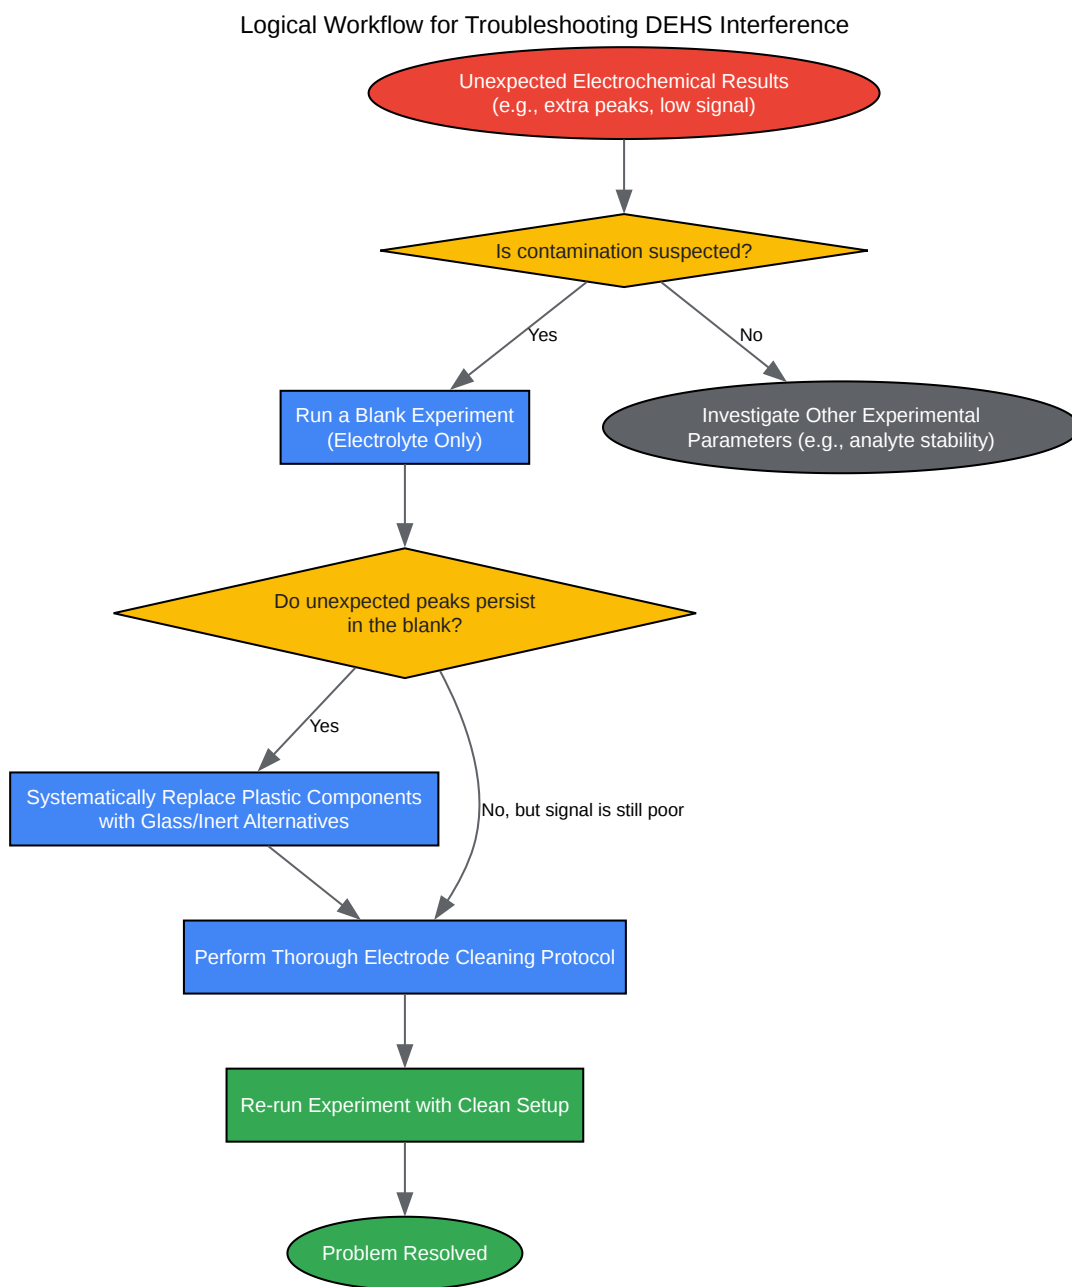 Logical Workflow for Troubleshooting DEHS Interference
Unexpected Electrochemical Results
(e.g., extra peaks, low signal)
Is contamination suspected?
Yes
No
Run a Blank Experiment
(Electrolyte Only)
Investigate Other Experimental
Parameters (e.g., analyte stability)
Do unexpected peaks persist
in the blank?
Yes
Systematically Replace Plastic Components
with Glass/Inert Alternatives
No, but signal is still poor
Perform Thorough Electrode Cleaning Protocol
Re-run Experiment with Clean Setup
Problem Resolved